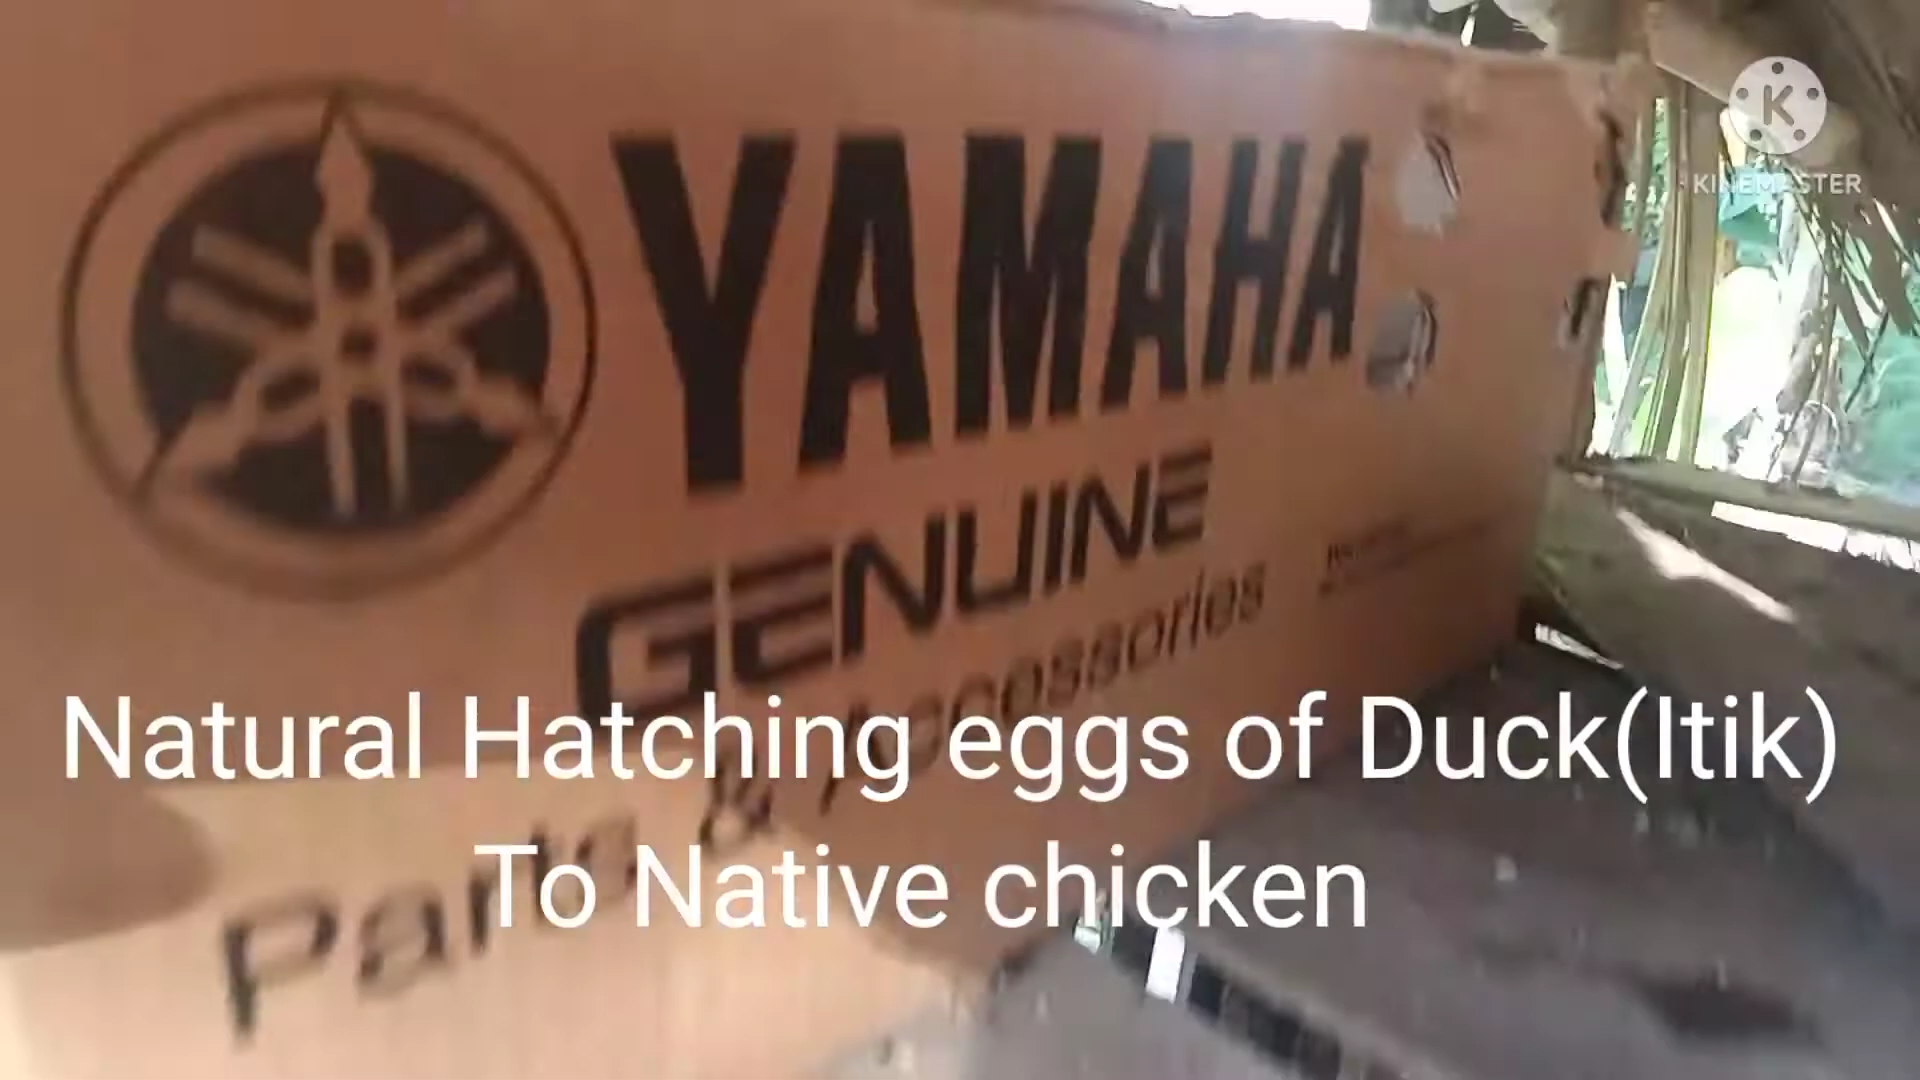 YAMAHA
KINEMASTER
GENUINE
Parts & Accessories
Natural Hatching eggs of Duck(Itik)
To Native chicken